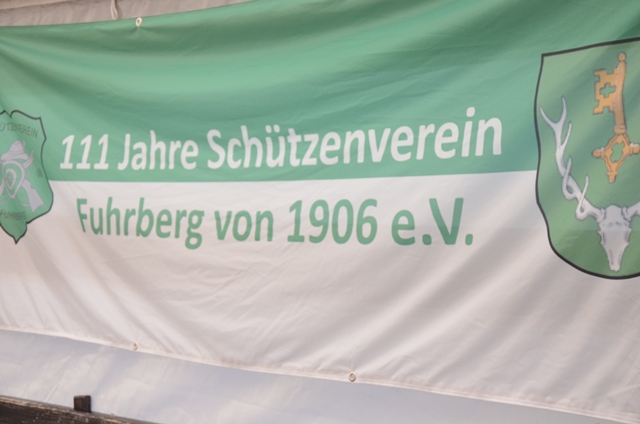 111 Jahre Schützenverein
Fuhrberg von 1906 e.V.